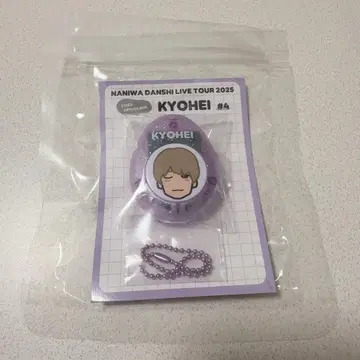 NANIWA DANSHI LIVE TOUR 2025
KYOHEI #4
KYOHEI